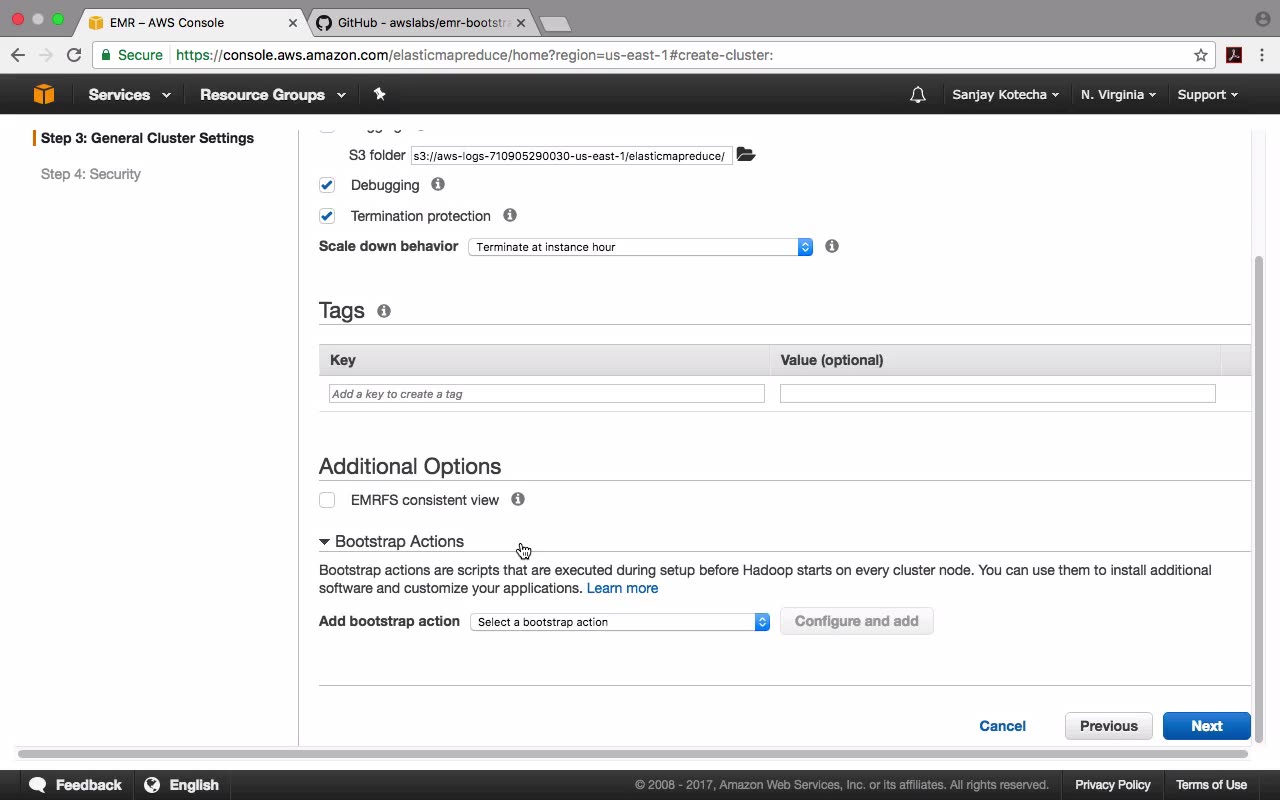 EMR – AWS Console
GitHub - awslabs/emr-bootstra
Secure https://console.aws.amazon.com/elasticmapreduce/home?region=us-east-1#create-cluster:
Services Resource Groups Sanjay Kotecha N. Virginia Support
Step 3: General Cluster Settings
Step 4: Security
S3 folder s3://aws-logs-710905290030-us-east-1/elasticmapreduce/
Debugging
Termination protection
Scale down behavior Terminate at instance hour
Tags
Key Value (optional)
Add a key to create a tag
Additional Options
EMRFS consistent view
Bootstrap Actions
Bootstrap actions are scripts that are executed during setup before Hadoop starts on every cluster node. You can use them to install additional
software and customize your applications. Learn more
Add bootstrap action Select a bootstrap action Configure and add
Cancel Previous Next
Feedback English © 2008 - 2017, Amazon Web Services, Inc. or its affiliates. All rights reserved. Privacy Policy Terms of Use